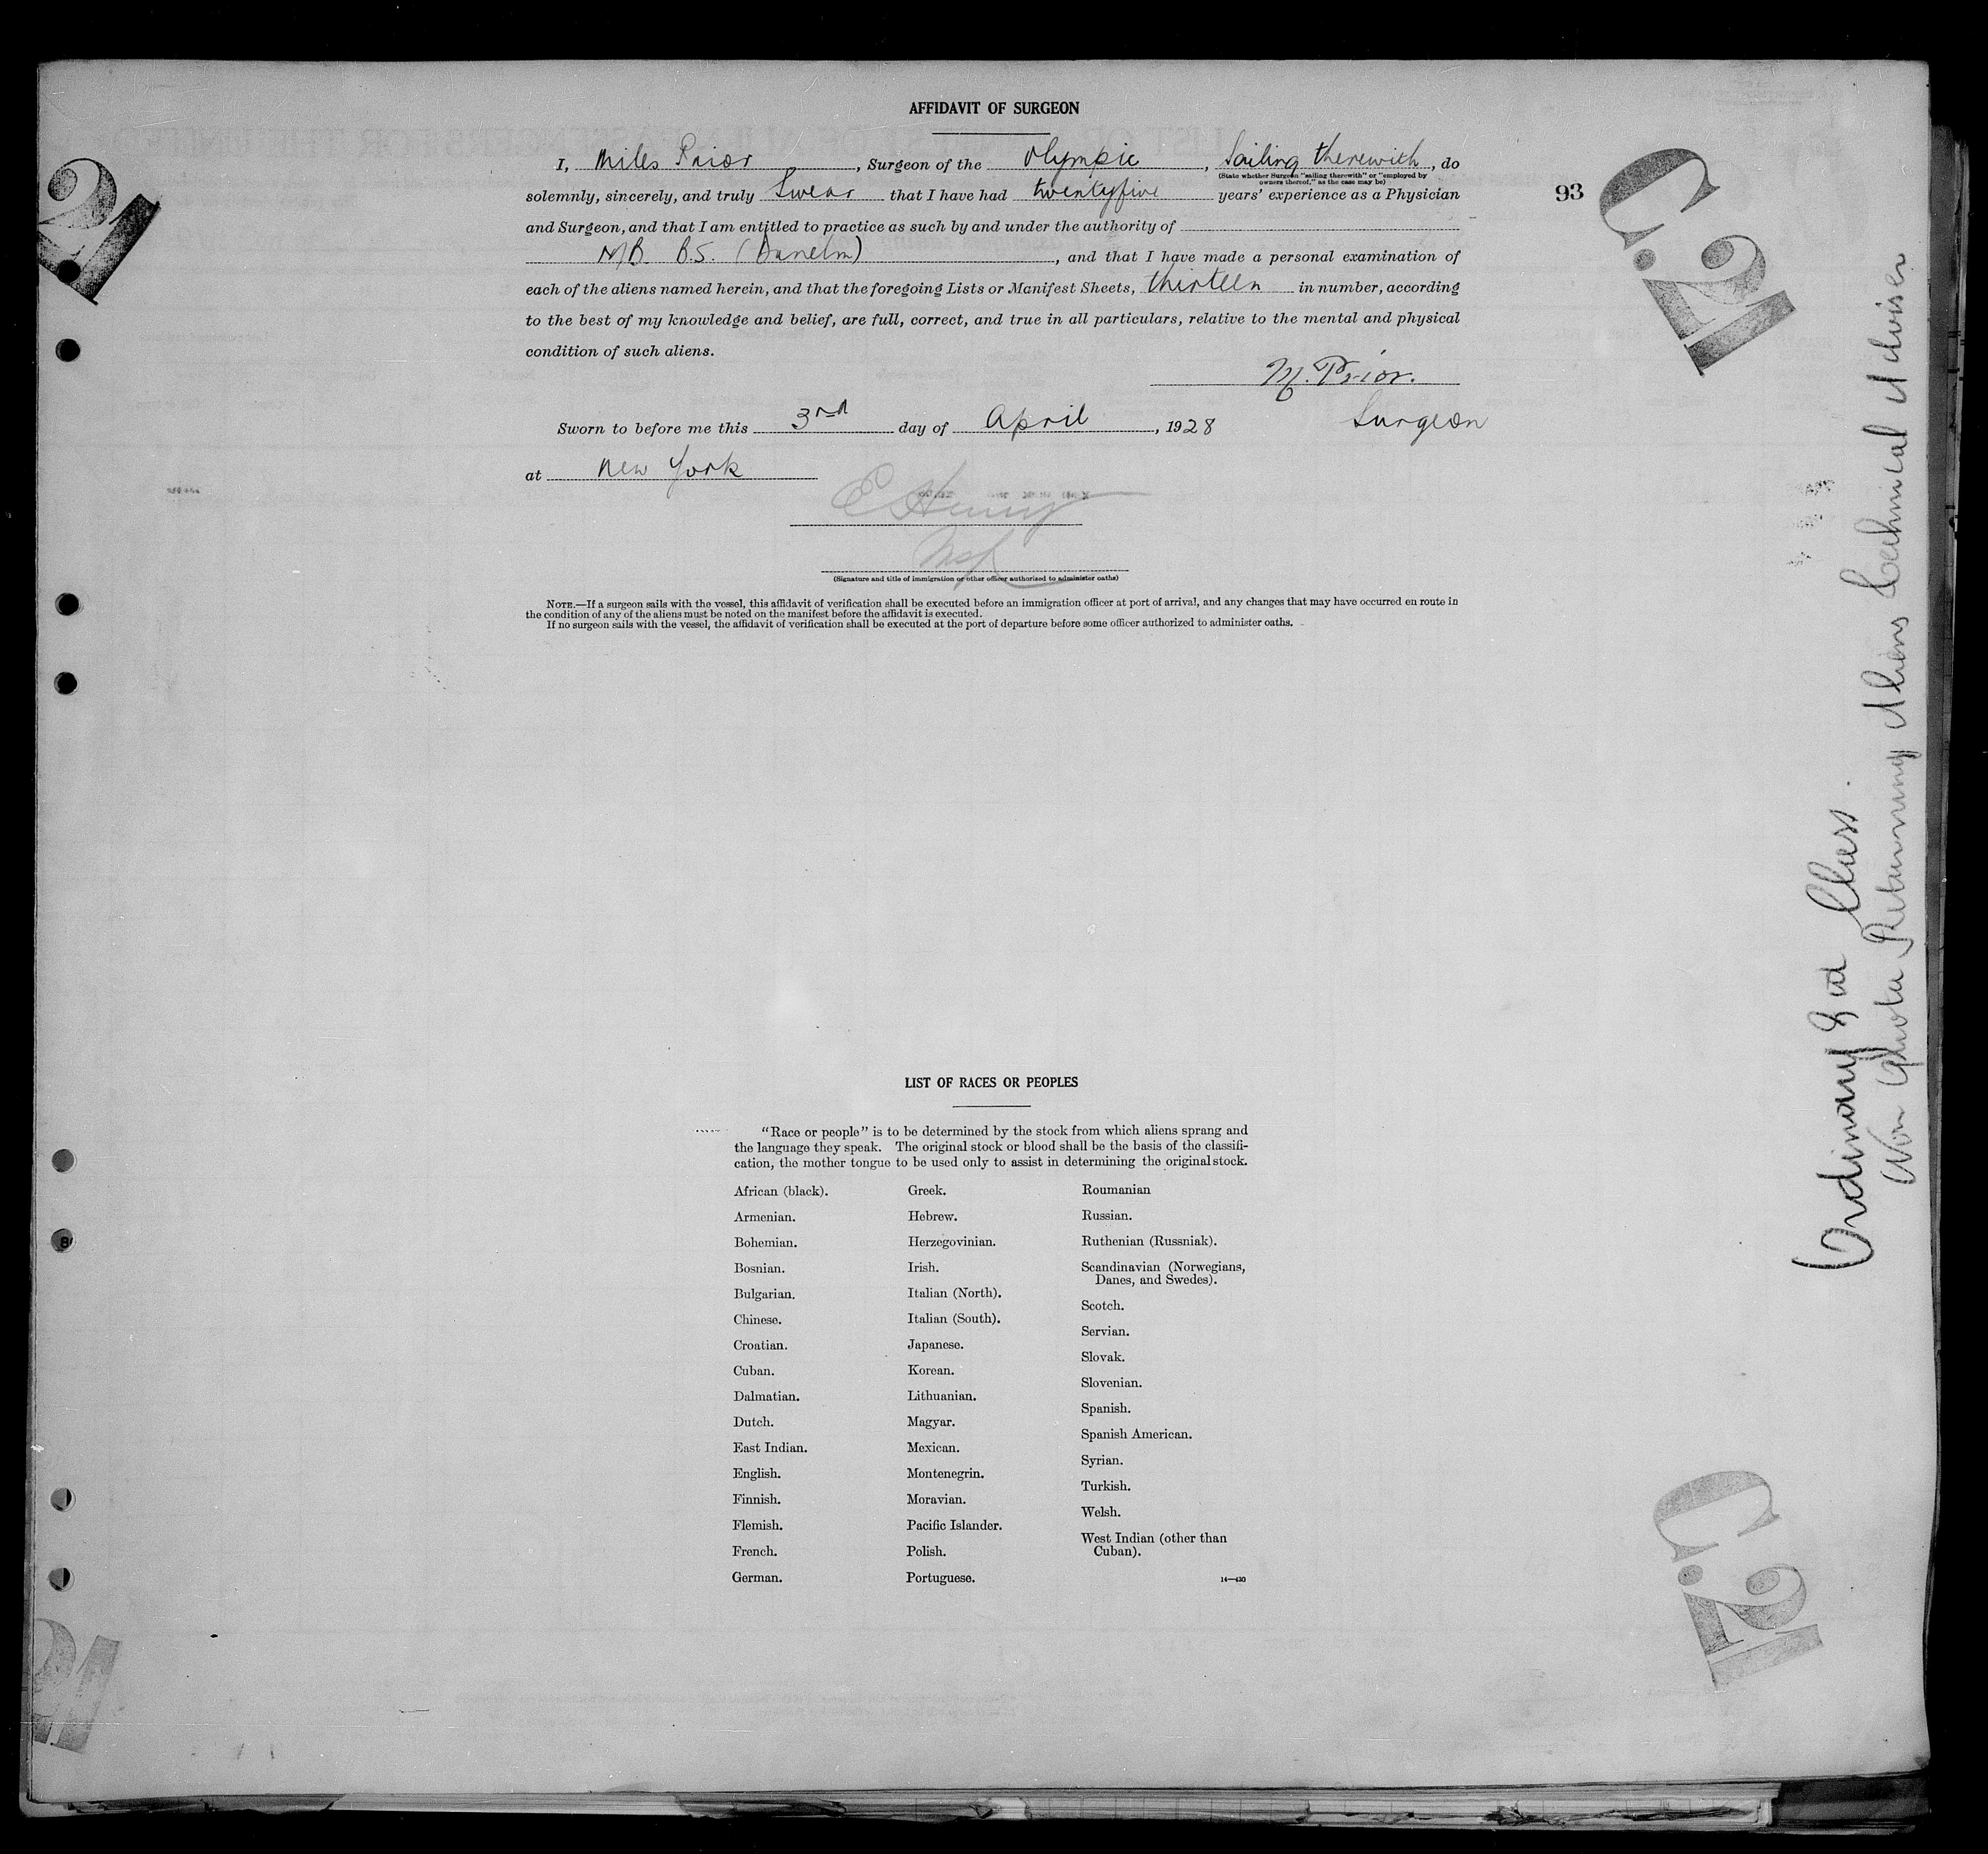 AFFIDAVIT OF SURGEON
I, Miles Prior, Surgeon of the Olympic, Sailing therewith, do
(State whether Surgeon "sailing therewith" or "employed by
owners thereof," as the case may be)
solemnly, sincerely, and truly Swear that I have had twentyfive years' experience as a Physician
93
C.21
21
and Surgeon, and that I am entitled to practice as such by and under the authority of
M.B. B.S. (Dunelm), and that I have made a personal examination of
each of the aliens named herein, and that the foregoing Lists or Manifest Sheets, thirteen in number, according
to the best of my knowledge and belief, are full, correct, and true in all particulars, relative to the mental and physical
condition of such aliens.
M. Prior.
Surgeon
Sworn to before me this 3rd day of April, 1928
at New York
(Signature and title of immigration or other officer authorized to administer oaths)
NOTE.—If a surgeon sails with the vessel, this affidavit of verification shall be executed before an immigration officer at port of arrival, and any changes that may have occurred en route in
the condition of any of the aliens must be noted on the manifest before the affidavit is executed.
If no surgeon sails with the vessel, the affidavit of verification shall be executed at the port of departure before some officer authorized to administer oaths.
Ordinary 3rd Class.
Non Quota Returning Aliens Technical Adviser
LIST OF RACES OR PEOPLES
"Race or people" is to be determined by the stock from which aliens sprang and
the language they speak. The original stock or blood shall be the basis of the classifi-
cation, the mother tongue to be used only to assist in determining the original stock.
African (black).
Armenian.
Bohemian.
Bosnian.
Bulgarian.
Chinese.
Croatian.
Cuban.
Dalmatian.
Dutch.
East Indian.
English.
Finnish.
Flemish.
French.
German.
Greek.
Hebrew.
Herzegovinian.
Irish.
Italian (North).
Italian (South).
Japanese.
Korean.
Lithuanian.
Magyar.
Mexican.
Montenegrin.
Moravian.
Pacific Islander.
Polish.
Portuguese.
Roumanian
Russian.
Ruthenian (Russniak).
Scandinavian (Norwegians,
Danes, and Swedes).
Scotch.
Servian.
Slovak.
Slovenian.
Spanish.
Spanish American.
Syrian.
Turkish.
Welsh.
West Indian (other than
Cuban).
14—430
C.21
21